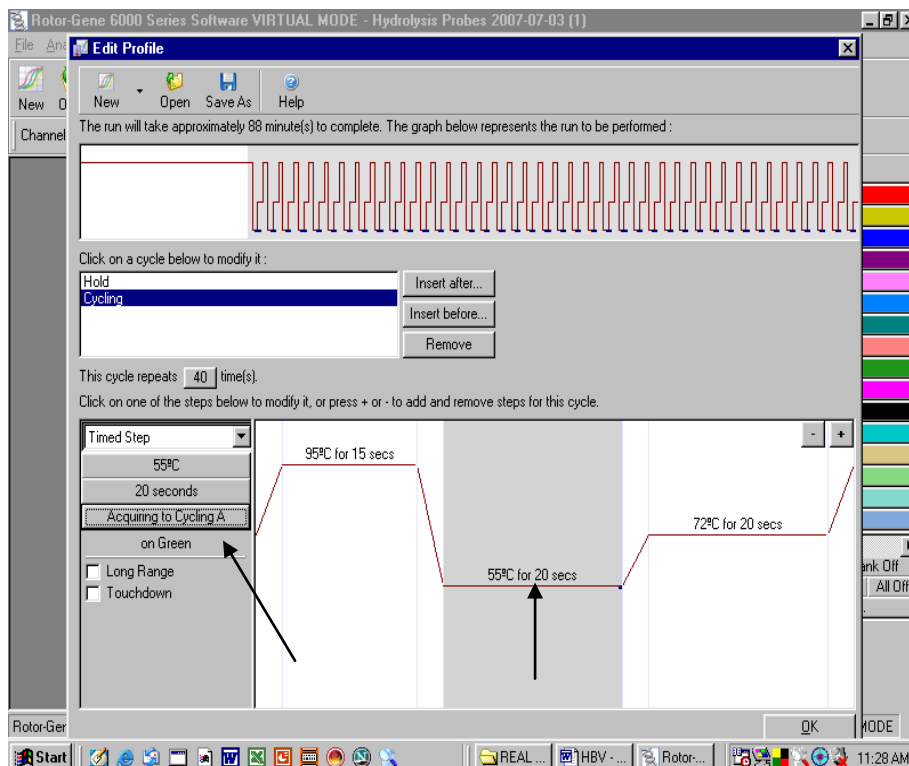 Rotor-Gene 6000 Series Software VIRTUAL MODE - Hydrolysis Probes 2007-07-03 (1)
File Ana
Edit Profile
New
New Open Save As Help
Channel
The run will take approximately 88 minute(s) to complete. The graph below represents the run to be performed :
Click on a cycle below to modify it :
Hold
Cycling
Insert after...
Insert before...
Remove
This cycle repeats 40 time(s).
Click on one of the steps below to modify it, or press + or - to add and remove steps for this cycle.
Timed Step
- +
55ºC
95ºC for 15 secs
20 seconds
Acquiring to Cycling A
72ºC for 20 secs
on Green
ank Off
Long Range
55ºC for 20 secs
All Off
Touchdown
Rotor-Ger
OK
MODE
Start
REAL ...
HBV - ...
Rotor-...
11:28 AM